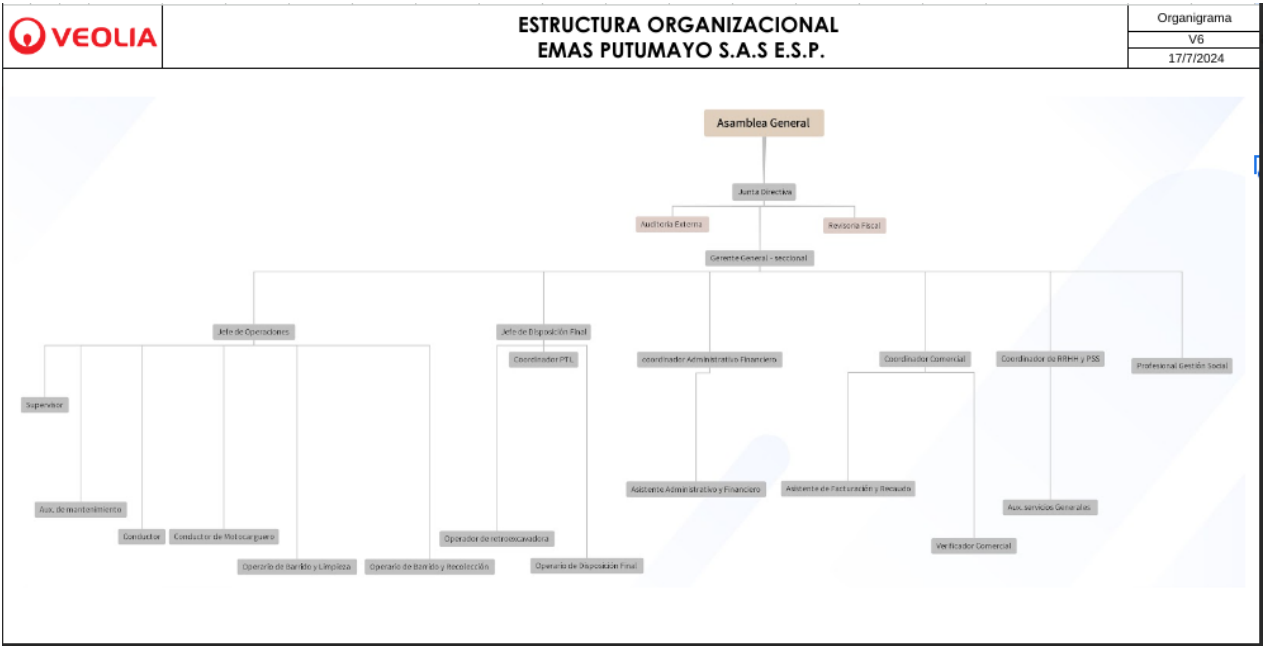 VEOLIA
ESTRUCTURA ORGANIZACIONAL
EMAS PUTUMAYO S.A.S E.S.P.
Organigrama
V6
17/7/2024
Asamblea General
Junta Directiva
Auditoría Externa
Revisoria Fiscal
Gerente General - seccional
Jefe de Operaciones
Jefe de Disposición Final
Coordinador PTL
coordinador Administrativo Financiero
Coordinador Comercial
Coordinador de RRHH y PSS
Profesional Gestión Social
Supervisor
Asistente Administrativo y Financiero
Asistente de Facturación y Recaudo
Aux. de mantenimiento
Aux. servicios Generales
Conductor
Conductor de Motocarguero
Operador de retroexcavadora
Verificador Comercial
Operario de Barrido y Limpieza
Operario de Barrido y Recolección
Operario de Disposición Final